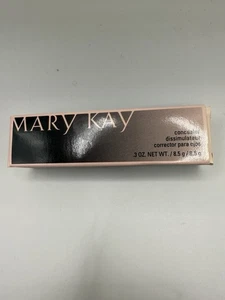 MARY KAY
concealer
dissimulateur
corrector para ojos
.3 OZ. NET WT. / 8.5 g / 8,5 g